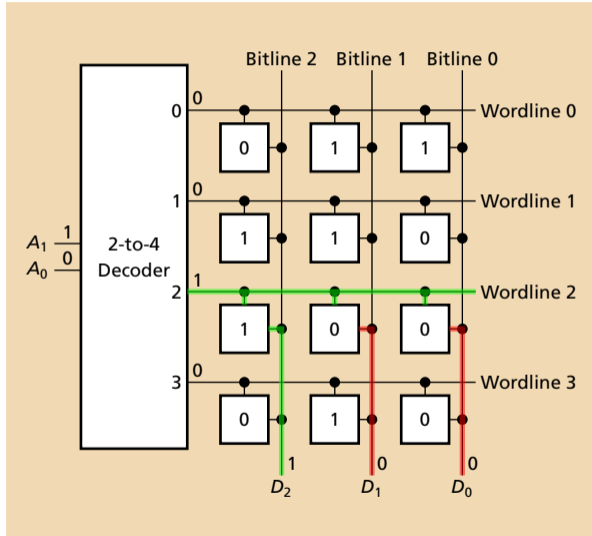 Bitline 2 Bitline 1 Bitline 0
0 0 Wordline 0
0 1 1
1 0 Wordline 1
A₁ 1
2-to-4
1 1 0
A₀ 0
Decoder
2 1 Wordline 2
1 0 0
3 0 Wordline 3
0 1 0
1 0 0
D₂ D₁ D₀